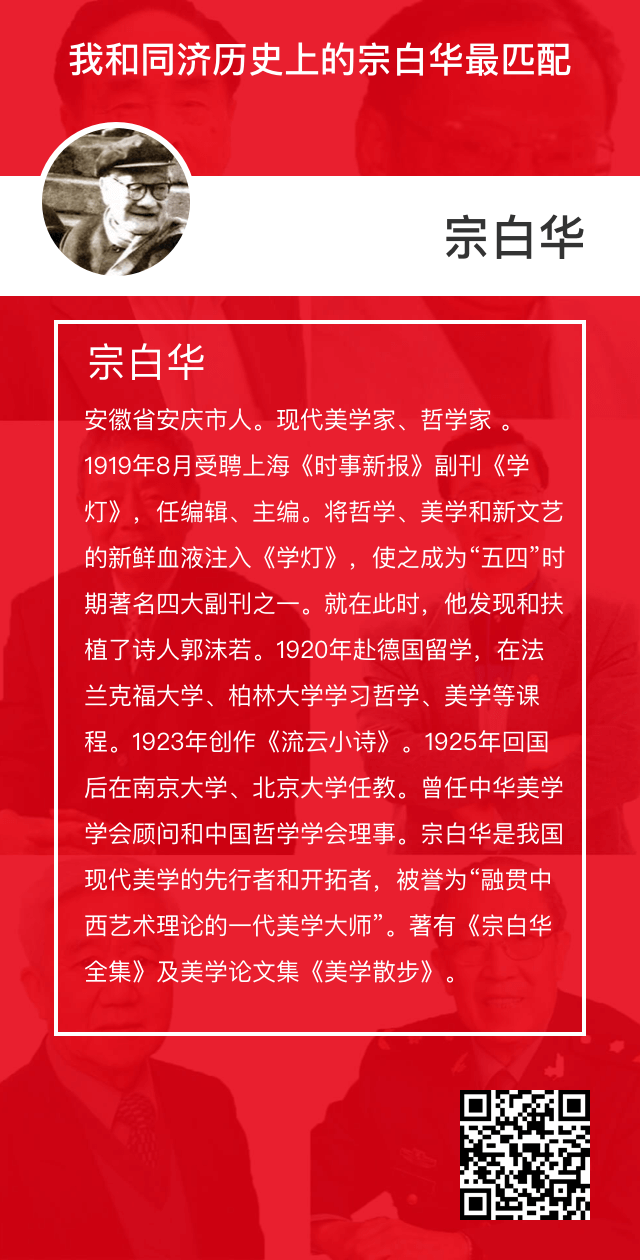 我和同济历史上的宗白华最匹配
宗白华
宗白华
安徽省安庆市人。现代美学家、哲学家 。
1919年8月受聘上海《时事新报》副刊《学
灯》，任编辑、主编。将哲学、美学和新文艺
的新鲜血液注入《学灯》，使之成为“五四”时
期著名四大副刊之一。就在此时，他发现和扶
植了诗人郭沫若。1920年赴德国留学，在法
兰克福大学、柏林大学学习哲学、美学等课
程。1923年创作《流云小诗》。1925年回国
后在南京大学、北京大学任教。曾任中华美学
学会顾问和中国哲学学会理事。宗白华是我国
现代美学的先行者和开拓者，被誉为“融贯中
西艺术理论的一代美学大师”。著有《宗白华
全集》及美学论文集《美学散步》。